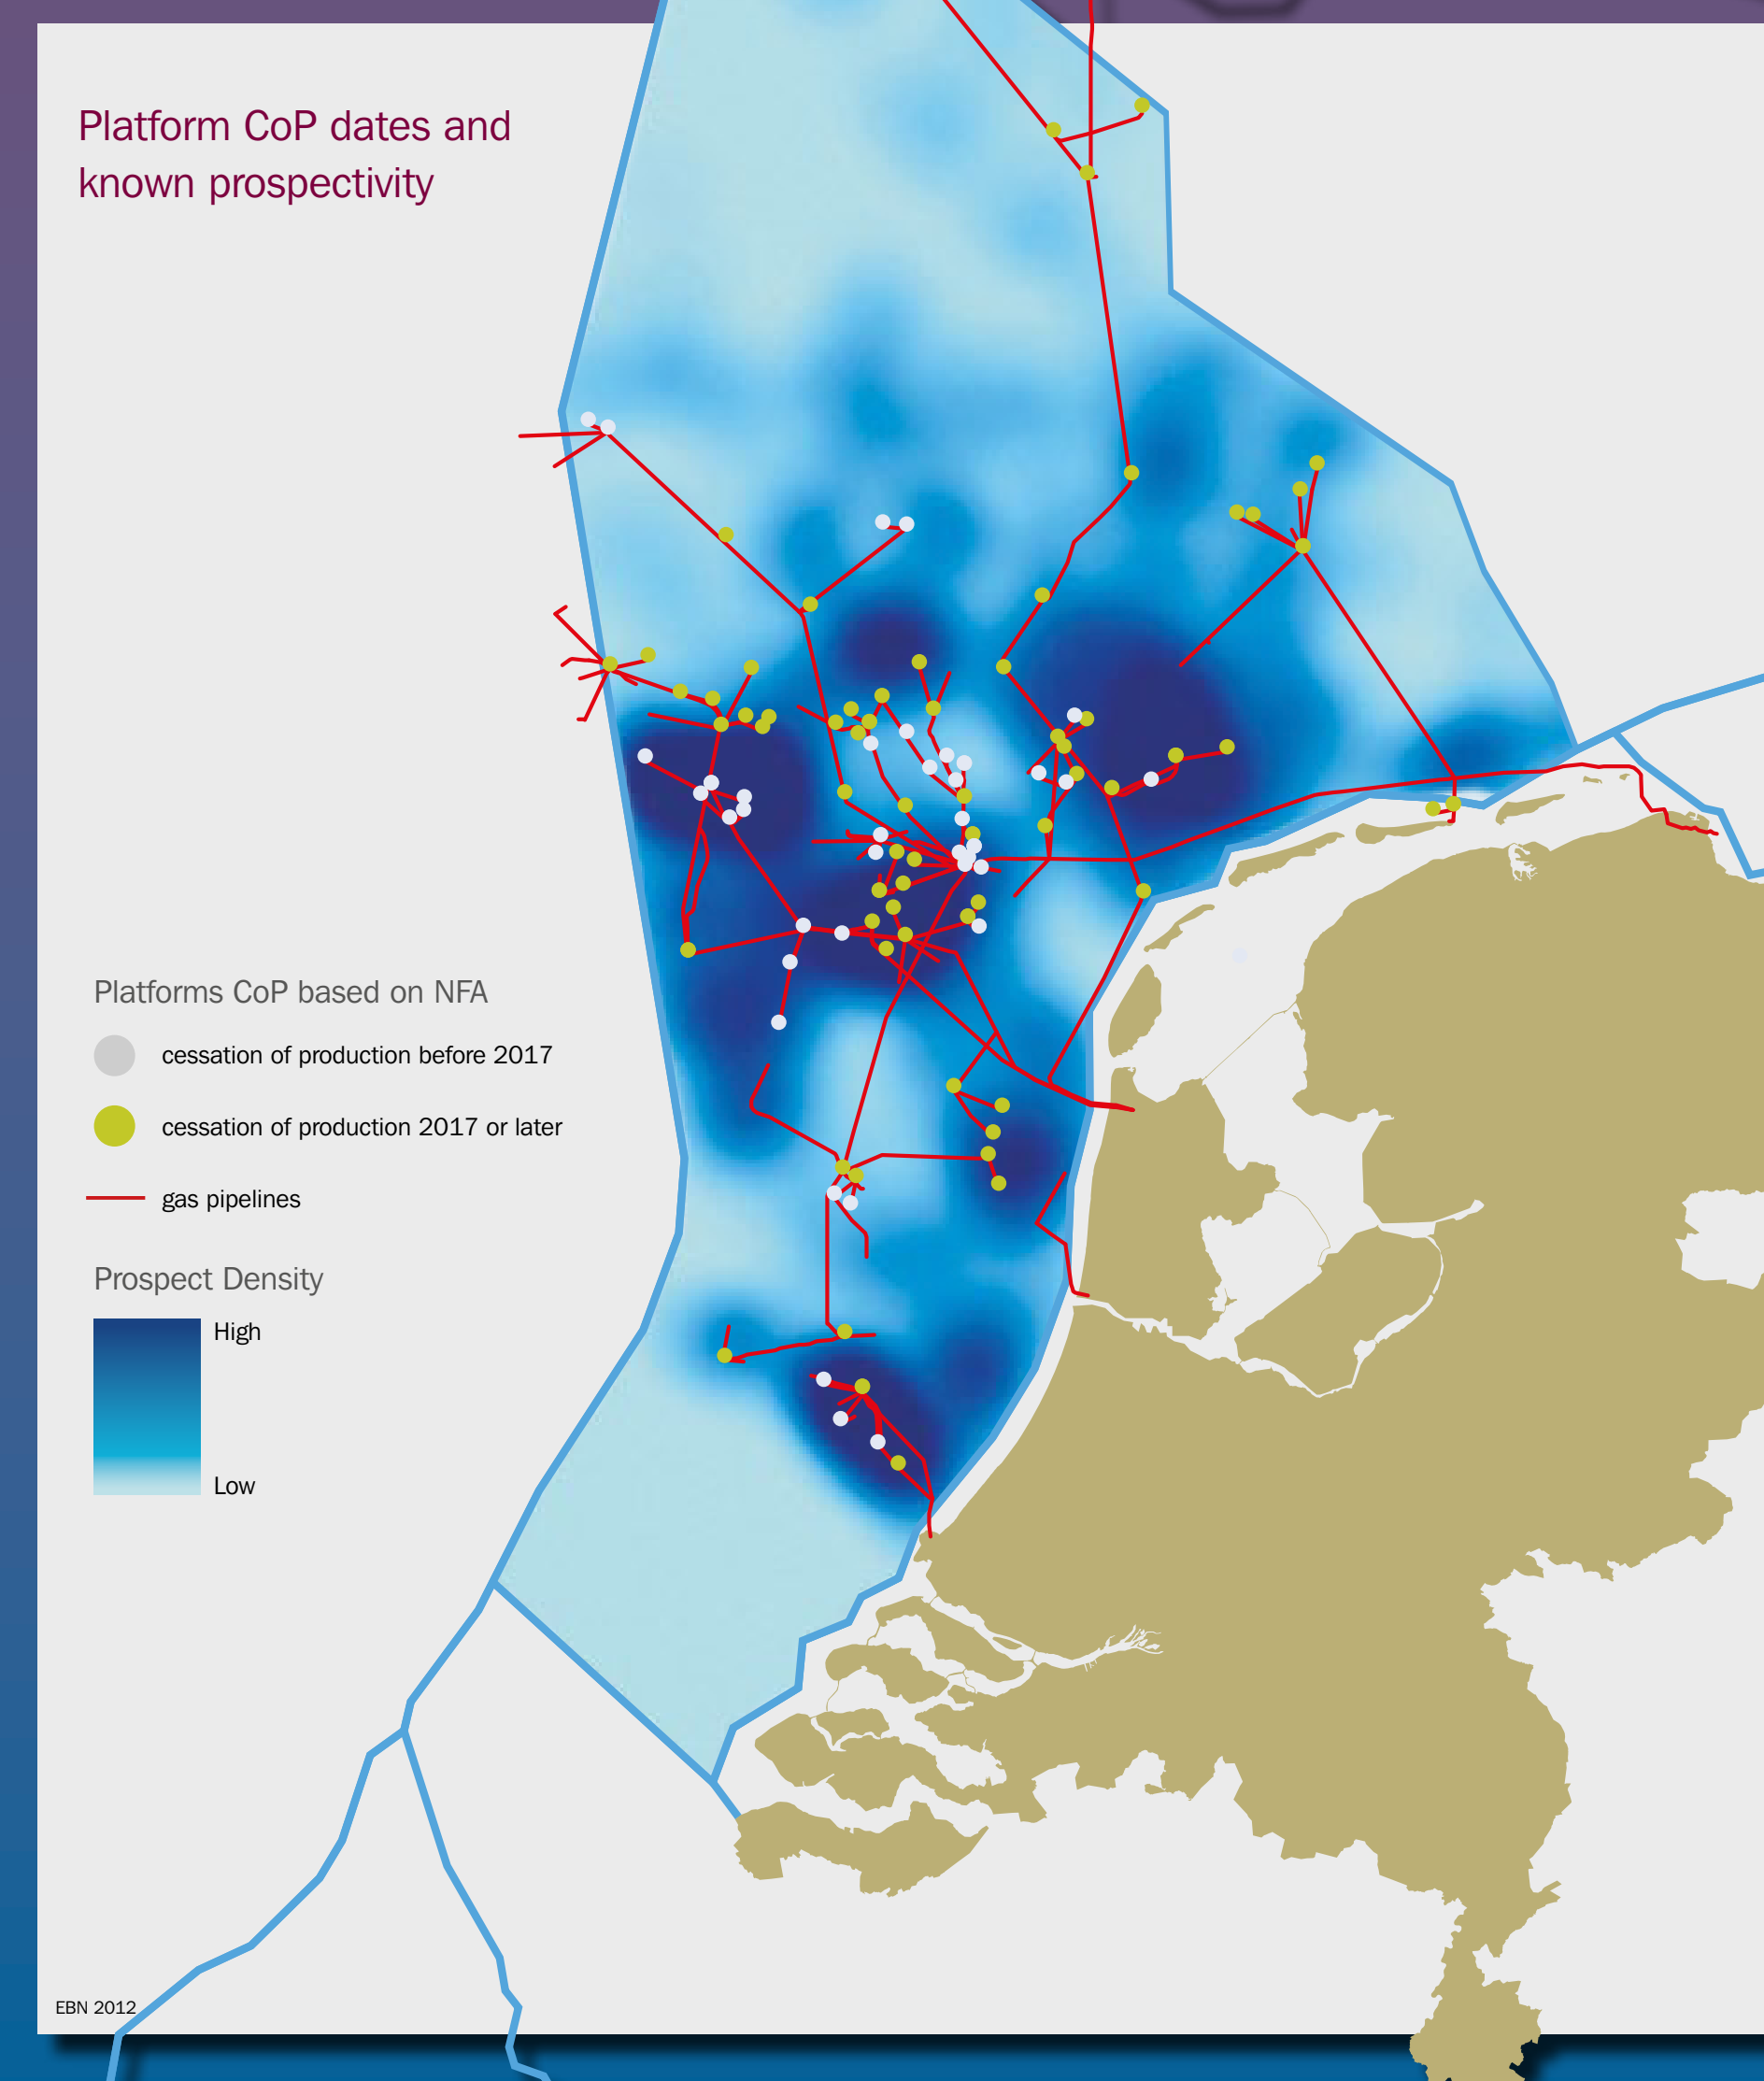 Platform CoP dates and
known prospectivity
Platforms CoP based on NFA
cessation of production before 2017
cessation of production 2017 or later
gas pipelines
Prospect Density
High
Low
EBN 2012